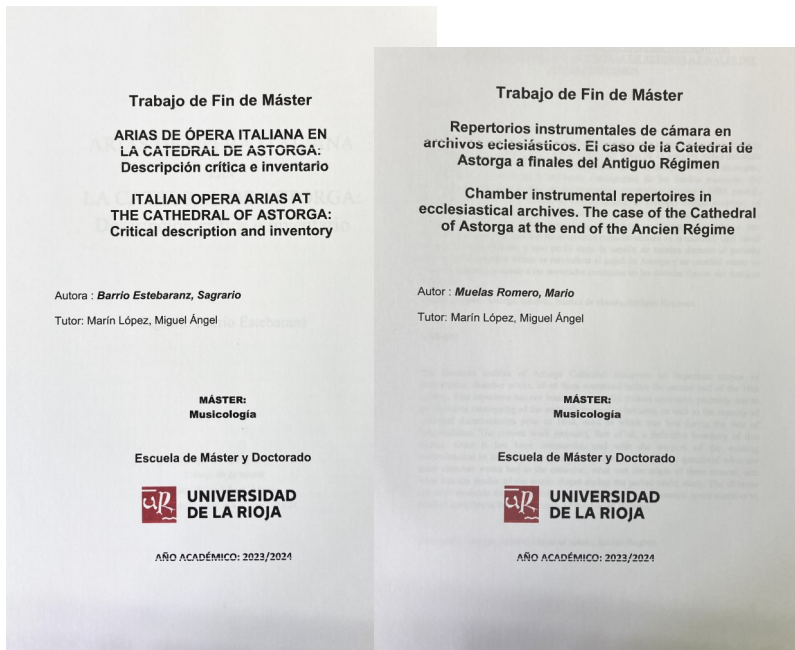 Trabajo de Fin de Máster
ARIAS DE ÓPERA ITALIANA EN
LA CATEDRAL DE ASTORGA:
Descripción crítica e inventario
ITALIAN OPERA ARIAS AT
THE CATHEDRAL OF ASTORGA:
Critical description and inventory
Autora : Barrio Estebaranz, Sagrario
Tutor: Marín López, Miguel Ángel
MÁSTER:
Musicología
Escuela de Máster y Doctorado
UR
UNIVERSIDAD
DE LA RIOJA
AÑO ACADÉMICO: 2023/2024
Trabajo de Fin de Máster
Repertorios instrumentales de cámara en
archivos eclesiásticos. El caso de la Catedral de
Astorga a finales del Antiguo Régimen
Chamber instrumental repertoires in
ecclesiastical archives. The case of the Cathedral
of Astorga at the end of the Ancien Régime
Autor : Muelas Romero, Mario
Tutor: Marín López, Miguel Ángel
MÁSTER:
Musicología
Escuela de Máster y Doctorado
UR
UNIVERSIDAD
DE LA RIOJA
AÑO ACADÉMICO: 2023/2024